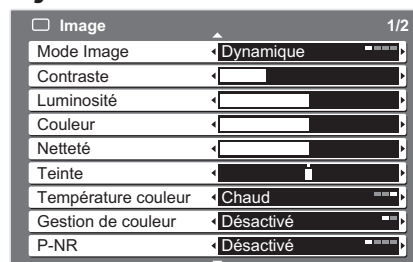 Image 1/2
Mode Image Dynamique
Contraste
Luminosité
Couleur
Netteté
Teinte
Température couleur Chaud
Gestion de couleur Désactivé
P-NR Désactivé